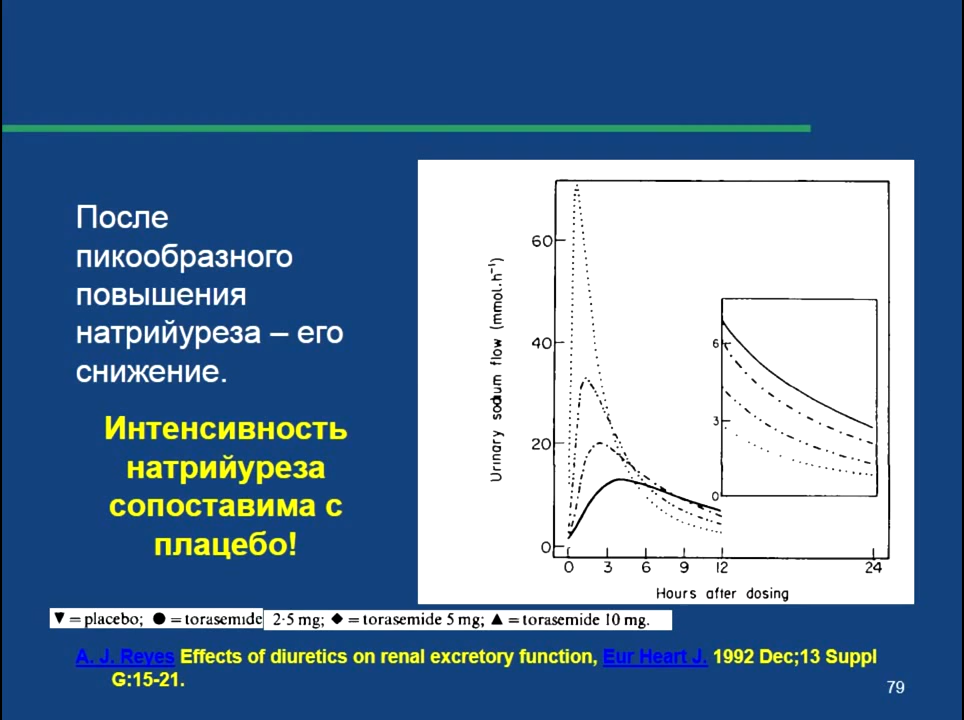 После
пикообразного
повышения
натрийуреза – его
снижение.
Интенсивность
натрийуреза
сопоставима с
плацебо!
Urinary sodium flow (mmol.h⁻¹)
60
40
20
0
6
3
0
0 3 6 9 12 24
Hours after dosing
▼ = placebo; ● = torasemide 2·5 mg; ◆ = torasemide 5 mg; ▲ = torasemide 10 mg.
A. J. Reyes Effects of diuretics on renal excretory function, Eur Heart J. 1992 Dec;13 Suppl
G:15-21.
79